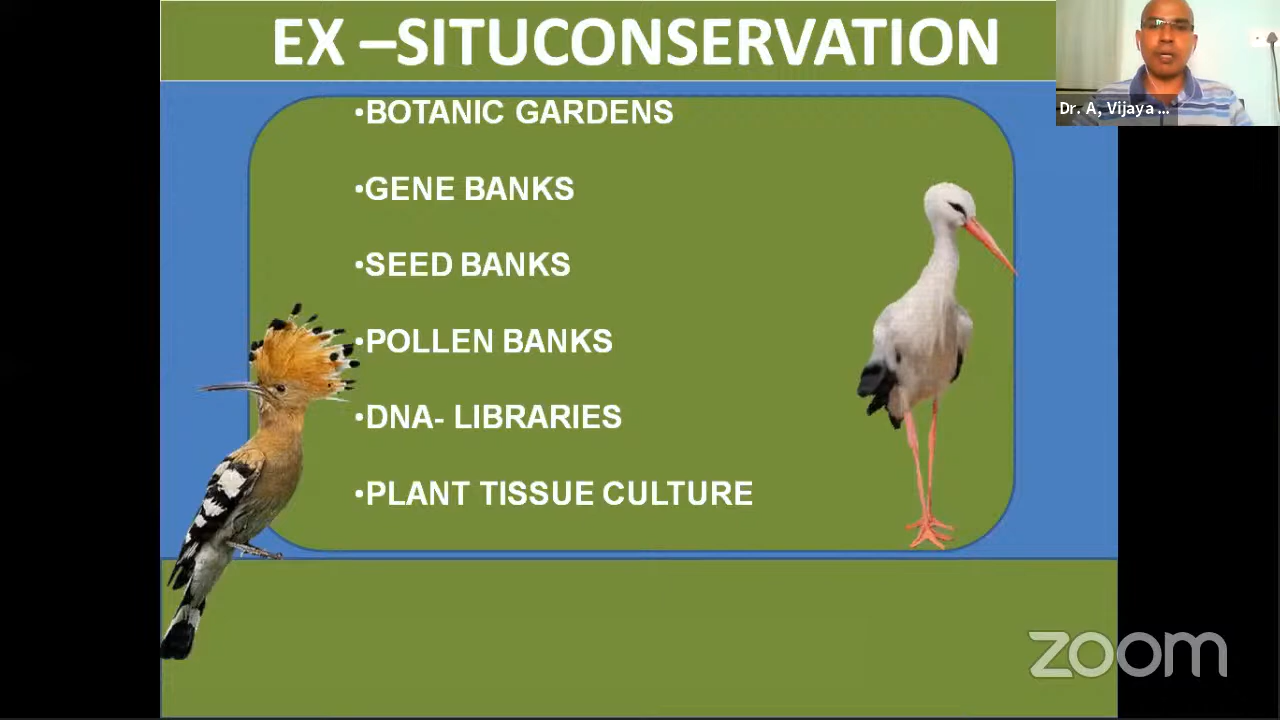 EX –SITUCONSERVATION
•BOTANIC GARDENS
•GENE BANKS
•SEED BANKS
•POLLEN BANKS
•DNA- LIBRARIES
•PLANT TISSUE CULTURE
Dr. A, Vijaya ...
zoom